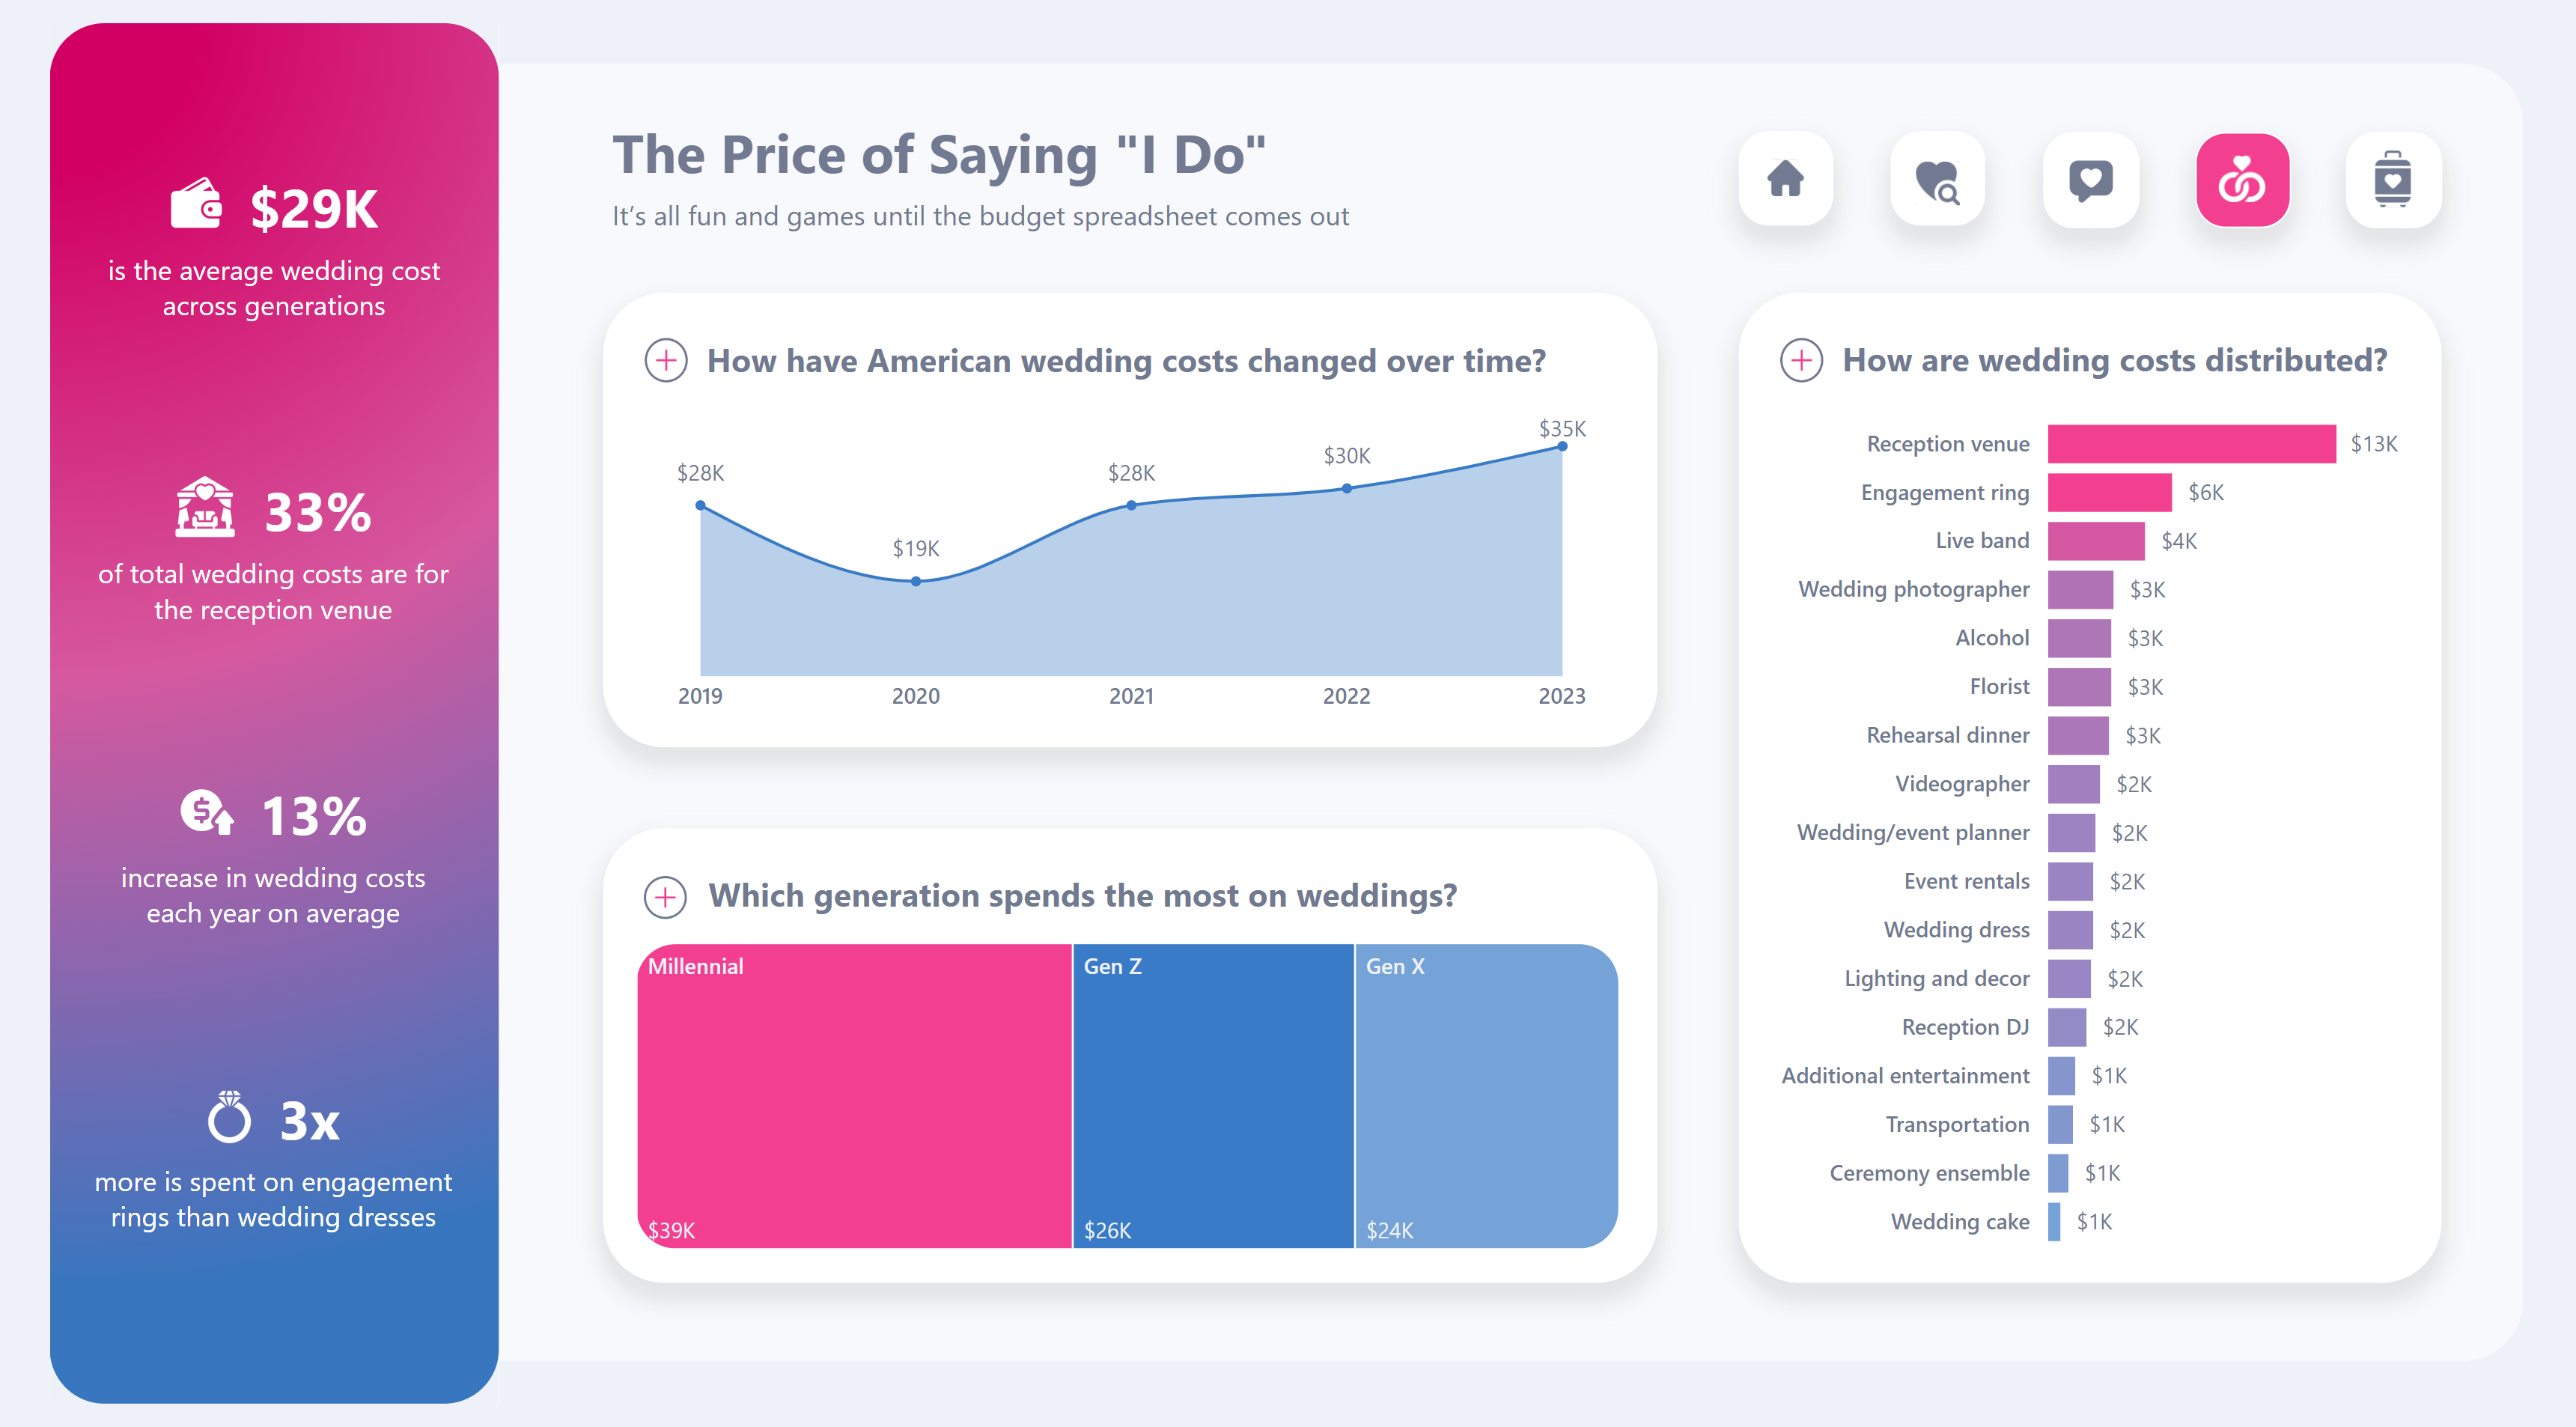 $29K
is the average wedding cost
across generations
33%
of total wedding costs are for
the reception venue
13%
increase in wedding costs
each year on average
3x
more is spent on engagement
rings than wedding dresses
The Price of Saying "I Do"
It’s all fun and games until the budget spreadsheet comes out
How have American wedding costs changed over time?
$28K
$19K
$28K
$30K
$35K
2019
2020
2021
2022
2023
Which generation spends the most on weddings?
Millennial
$39K
Gen Z
$26K
Gen X
$24K
How are wedding costs distributed?
Reception venue $13K
Engagement ring $6K
Live band $4K
Wedding photographer $3K
Alcohol $3K
Florist $3K
Rehearsal dinner $3K
Videographer $2K
Wedding/event planner $2K
Event rentals $2K
Wedding dress $2K
Lighting and decor $2K
Reception DJ $2K
Additional entertainment $1K
Transportation $1K
Ceremony ensemble $1K
Wedding cake $1K